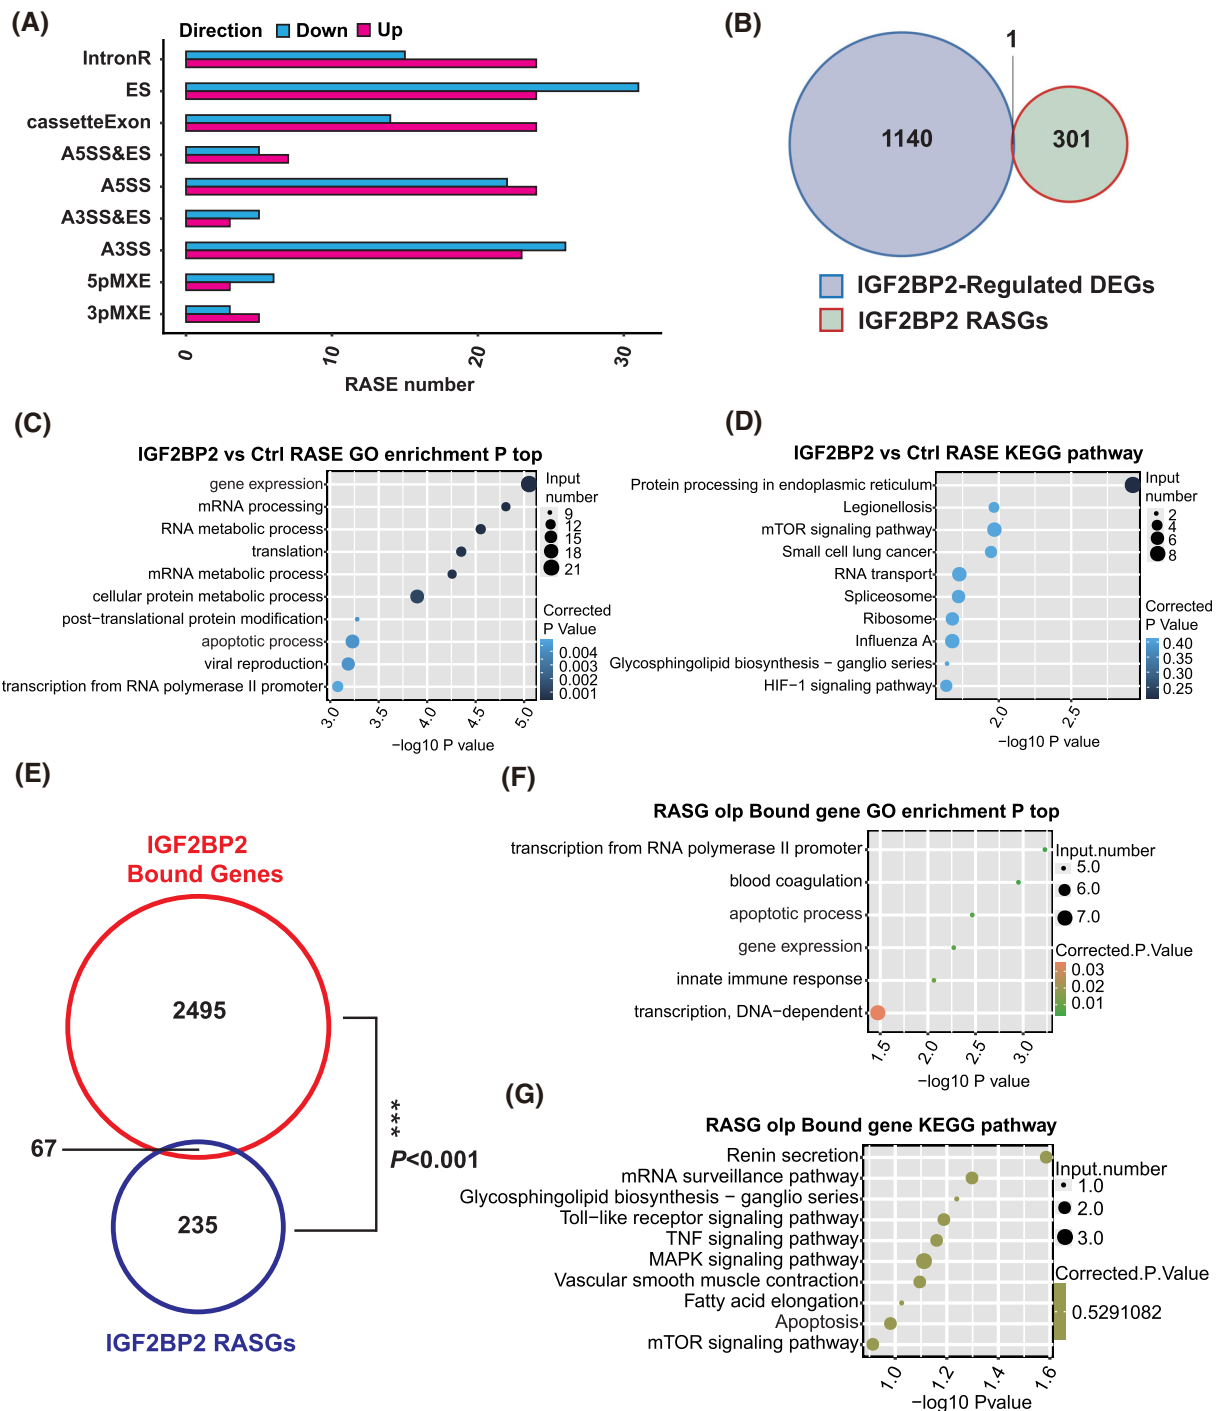 (A)
Direction Down Up
IntronR
ES
cassetteExon
A5SS&ES
A5SS
A3SS&ES
A3SS
5pMXE
3pMXE
0 10 20 30
RASE number
(B)
1
1140
301
IGF2BP2-Regulated DEGs
IGF2BP2 RASGs
(C)
IGF2BP2 vs Ctrl RASE GO enrichment P top
gene expression
mRNA processing
RNA metabolic process
translation
mRNA metabolic process
cellular protein metabolic process
post−translational protein modification
apoptotic process
viral reproduction
transcription from RNA polymerase II promoter
3.0 3.5 4.0 4.5 5.0
−log10 P value
Input
number
9
12
15
18
21
Corrected
P Value
0.004
0.003
0.002
0.001
(D)
IGF2BP2 vs Ctrl RASE KEGG pathway
Protein processing in endoplasmic reticulum
Legionellosis
mTOR signaling pathway
Small cell lung cancer
RNA transport
Spliceosome
Ribosome
Influenza A
Glycosphingolipid biosynthesis − ganglio series
HIF−1 signaling pathway
2.0 2.5
−log10 P value
Input
number
2
4
6
8
Corrected
P Value
0.40
0.35
0.30
0.25
(E)
IGF2BP2
Bound Genes
2495
67
235
***
P<0.001
IGF2BP2 RASGs
(F)
RASG olp Bound gene GO enrichment P top
transcription from RNA polymerase II promoter
blood coagulation
apoptotic process
gene expression
innate immune response
transcription, DNA−dependent
1.5 2.0 2.5 3.0
−log10 P value
Input.number
5.0
6.0
7.0
Corrected.P.Value
0.03
0.02
0.01
(G)
RASG olp Bound gene KEGG pathway
Renin secretion
mRNA surveillance pathway
Glycosphingolipid biosynthesis − ganglio series
Toll−like receptor signaling pathway
TNF signaling pathway
MAPK signaling pathway
Vascular smooth muscle contraction
Fatty acid elongation
Apoptosis
mTOR signaling pathway
1.0 1.2 1.4 1.6
−log10 Pvalue
Input.number
1.0
2.0
3.0
Corrected.P.Value
0.5291082